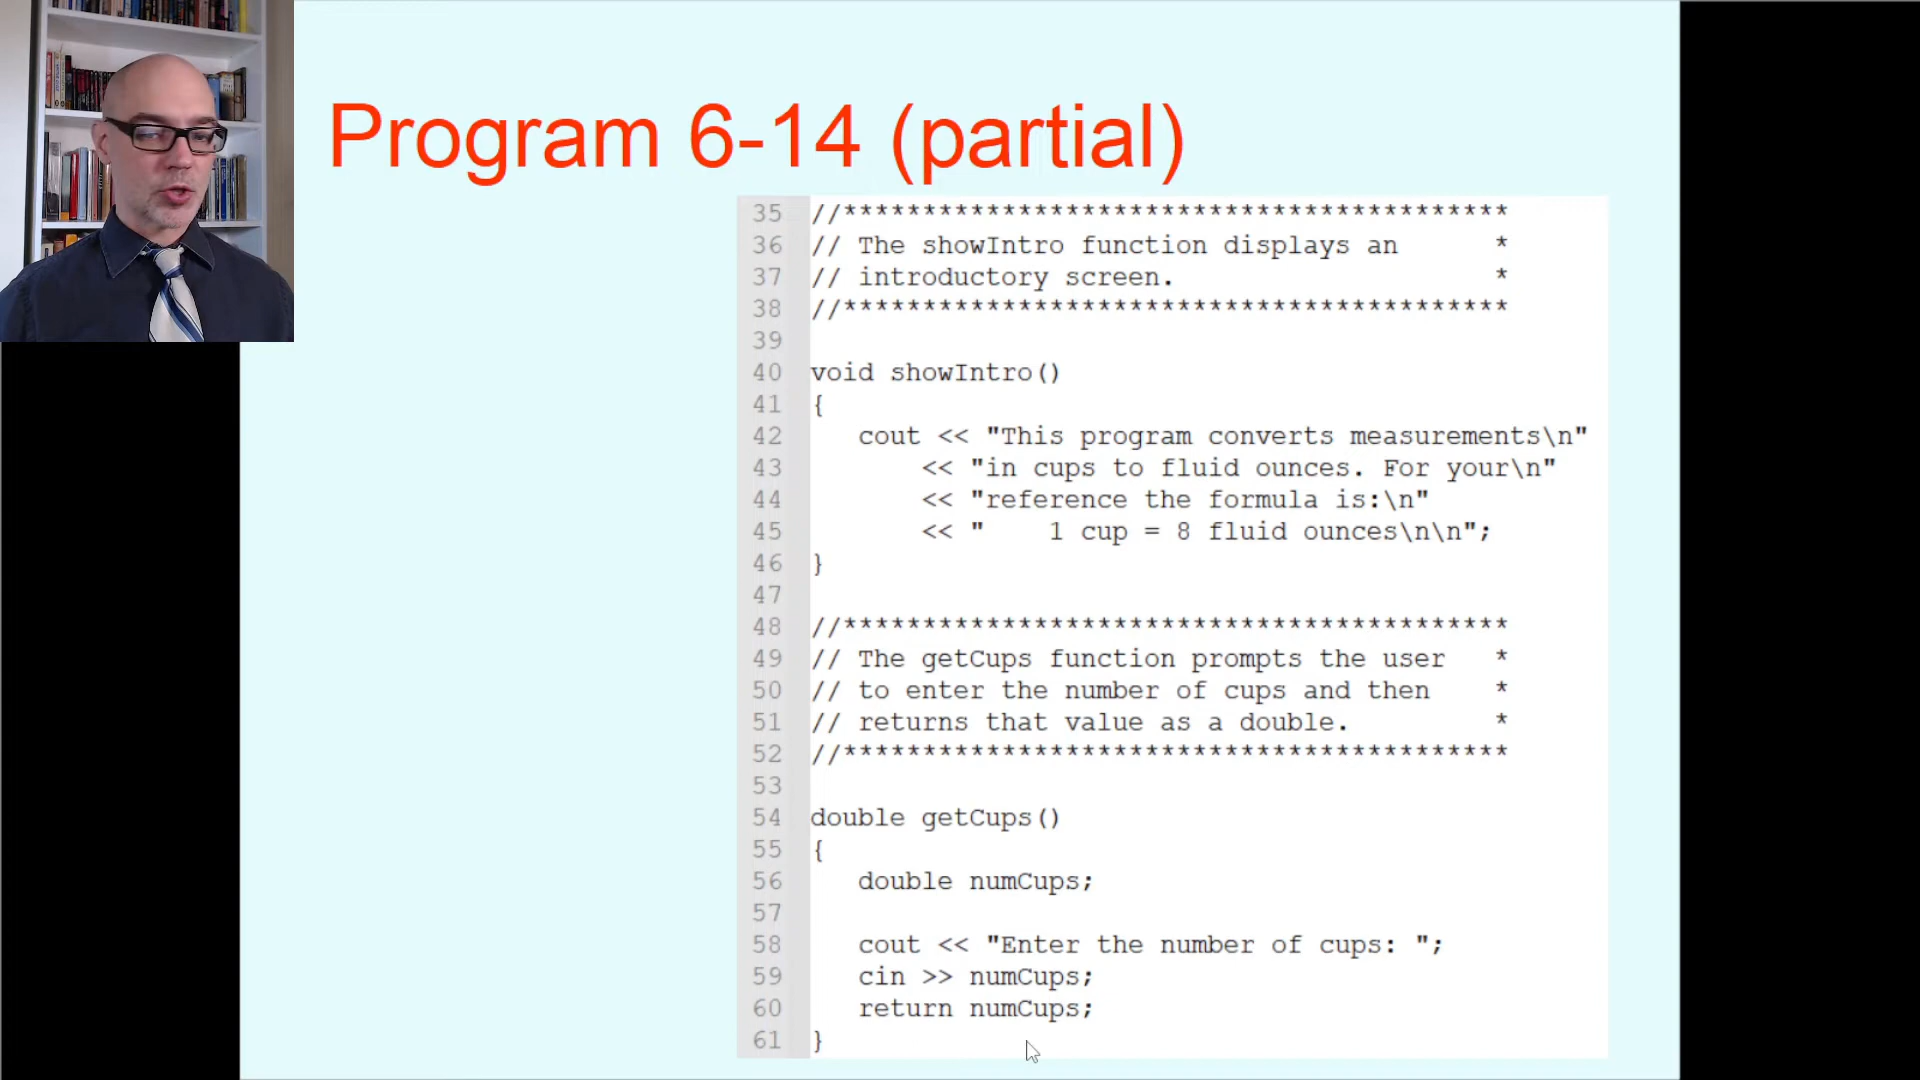 Program 6-14 (partial)
35 //******************************************
36 // The showIntro function displays an *
37 // introductory screen. *
38 //******************************************
39
40 void showIntro()
41 {
42 cout << "This program converts measurements\n"
43 << "in cups to fluid ounces. For your\n"
44 << "reference the formula is:\n"
45 << "    1 cup = 8 fluid ounces\n\n";
46 }
47
48 //******************************************
49 // The getCups function prompts the user *
50 // to enter the number of cups and then *
51 // returns that value as a double. *
52 //******************************************
53
54 double getCups()
55 {
56 double numCups;
57
58 cout << "Enter the number of cups: ";
59 cin >> numCups;
60 return numCups;
61 }